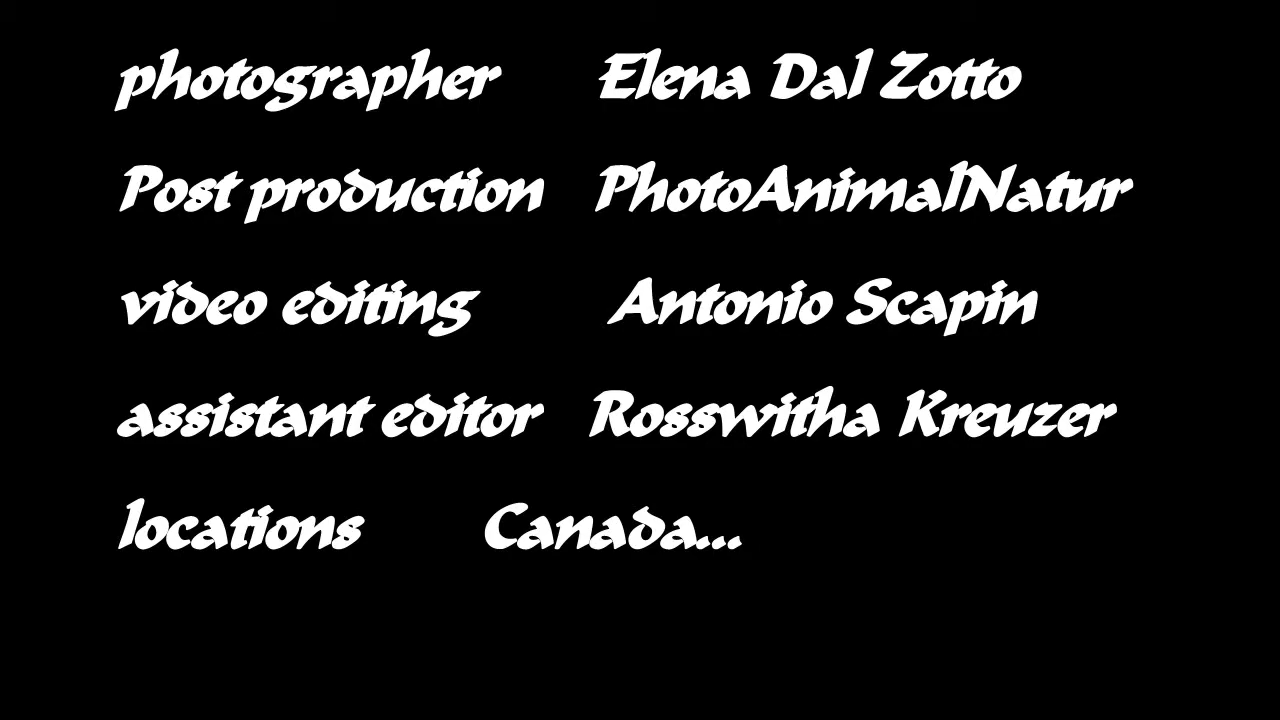 photographer Elena Dal Zotto
Post production PhotoAnimalNatur
video editing Antonio Scapin
assistant editor Rosswitha Kreuzer
locations Canada...